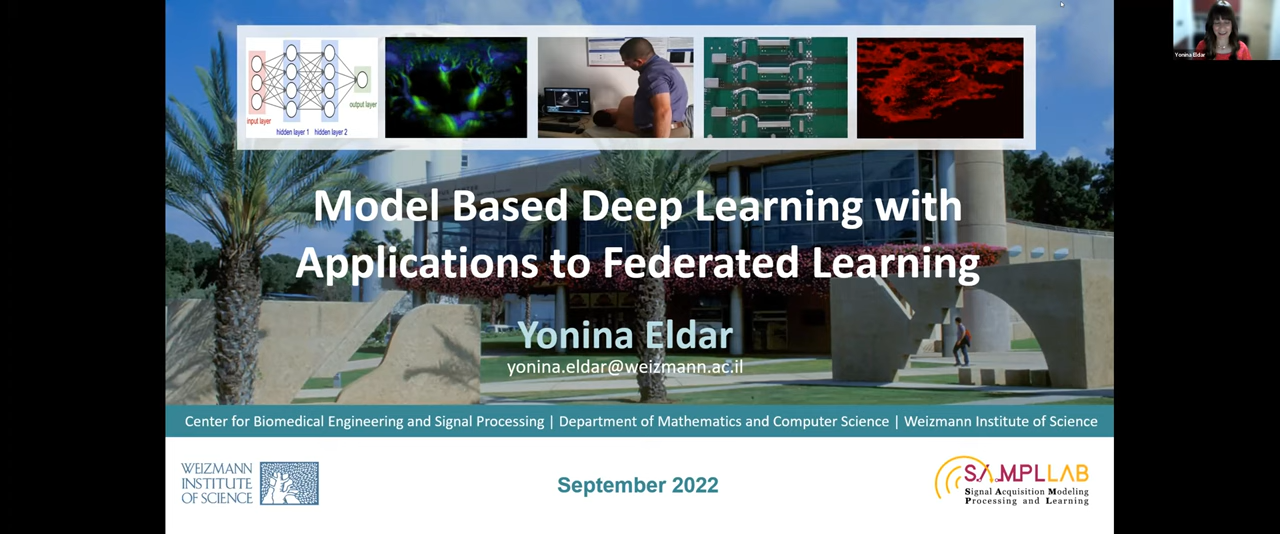 Yonina Eldar
input layer
hidden layer 1 hidden layer 2
output layer
Model Based Deep Learning with
Applications to Federated Learning
Yonina Eldar
yonina.eldar@weizmann.ac.il
Center for Biomedical Engineering and Signal Processing | Department of Mathematics and Computer Science | Weizmann Institute of Science
WEIZMANN
INSTITUTE
OF SCIENCE
September 2022
S.A.MPL LAB
Signal Acquisition Modeling
Processing and Learning